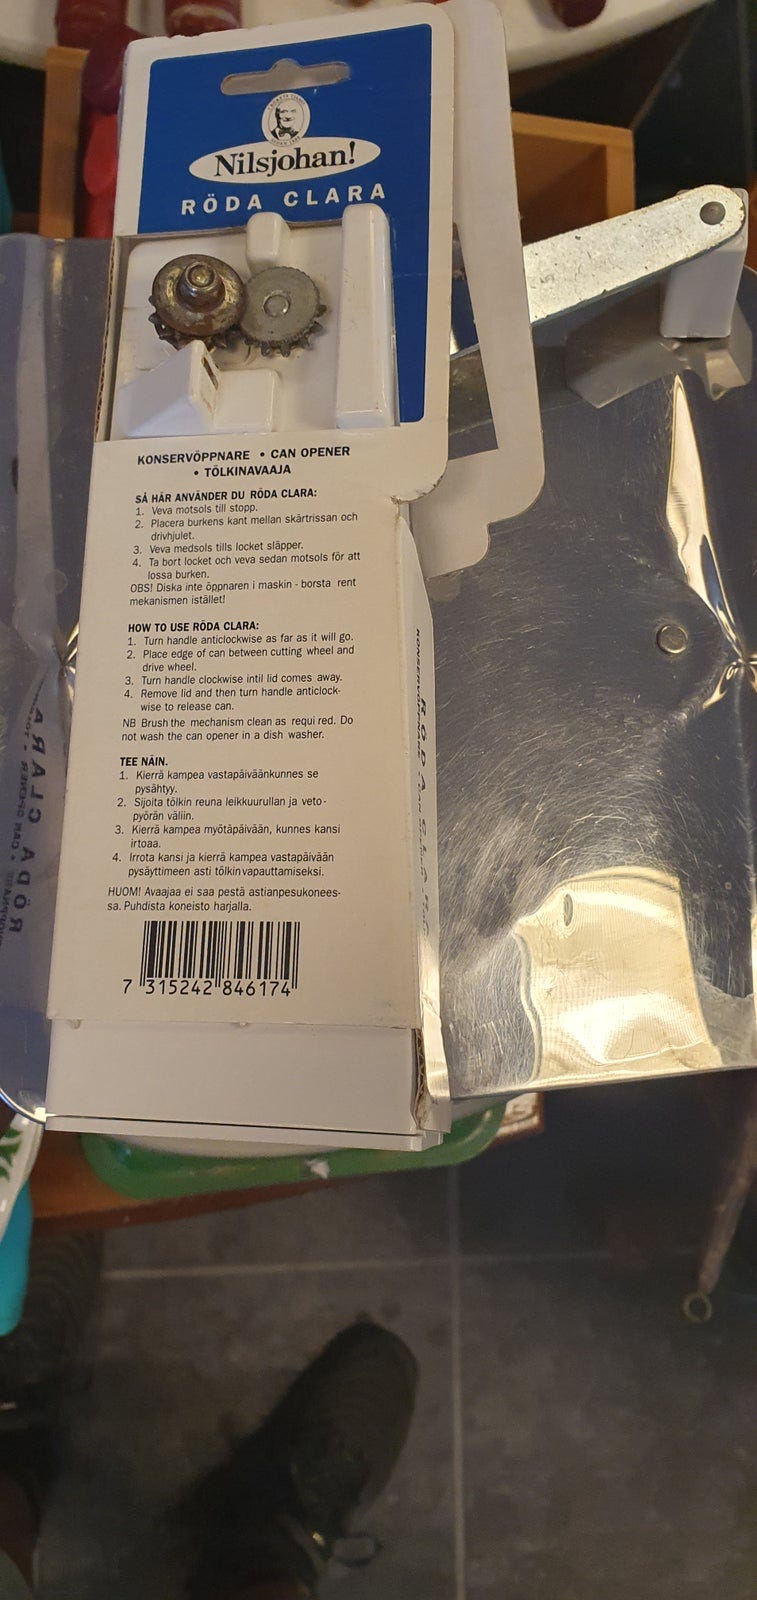 Nilsjohan!
RÖDA CLARA
KONSERVÖPPNARE • CAN OPENER
• TÖLKINAVAAJA
SÅ HÄR ANVÄNDER DU RÖDA CLARA:
1. Veva motsols till stopp.
2. Placera burkens kant mellan skärtrissan och
drivhjulet.
3. Veva medsols tills locket släpper.
4. Ta bort locket och veva sedan motsols för att
lossa burken.
OBS! Diska inte öppnaren i maskin - borsta rent
mekanismen istället!
HOW TO USE RÖDA CLARA:
1. Turn handle anticlockwise as far as it will go.
2. Place edge of can between cutting wheel and
drive wheel.
3. Turn handle clockwise intil lid comes away.
4. Remove lid and then turn handle anticlock-
wise to release can.
NB Brush the mechanism clean as requi red. Do
not wash the can opener in a dish washer.
TEE NÄIN.
1. Kierrä kampea vastapäiväänkunnes se
pysähtyy.
2. Sijoita tölkin reuna leikkuurullan ja veto-
pyörän väliin.
3. Kierrä kampea myötäpäivään, kunnes kansi
irtoaa.
4. Irrota kansi ja kierrä kampea vastapäivään
pysäyttimeen asti tölkin vapauttamiseksi.
HUOM! Avaajaa ei saa pestä astianpesukonees-
sa. Puhdista koneisto harjalla.
7 315242 846174
RÖDA CLARA
KONSERVÖPPNARE • CAN
RÖDA CLARA